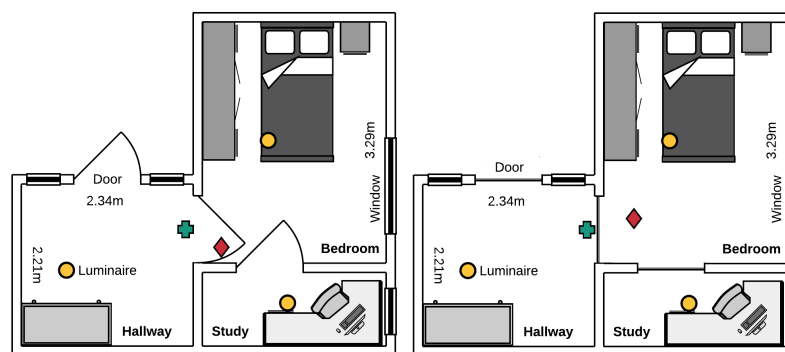 Door
2.34m
2.21m
Luminaire
Hallway
Study
Bedroom
3.29m
Window
Door
2.34m
2.21m
Luminaire
Hallway
Study
Bedroom
3.29m
Window